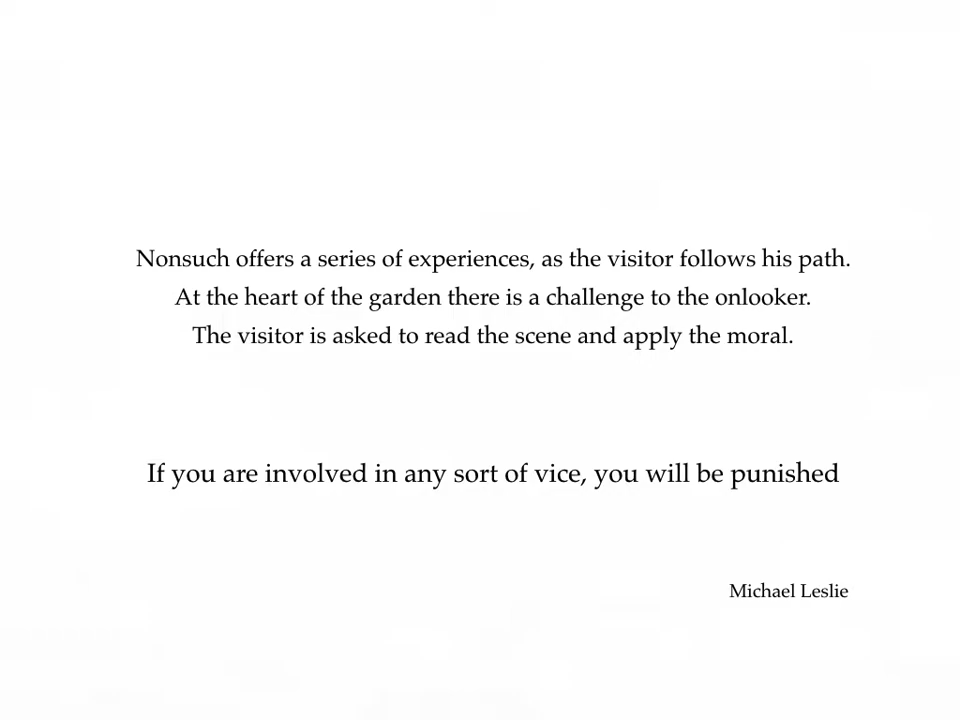 Nonsuch offers a series of experiences, as the visitor follows his path.
At the heart of the garden there is a challenge to the onlooker.
The visitor is asked to read the scene and apply the moral.
If you are involved in any sort of vice, you will be punished
Michael Leslie